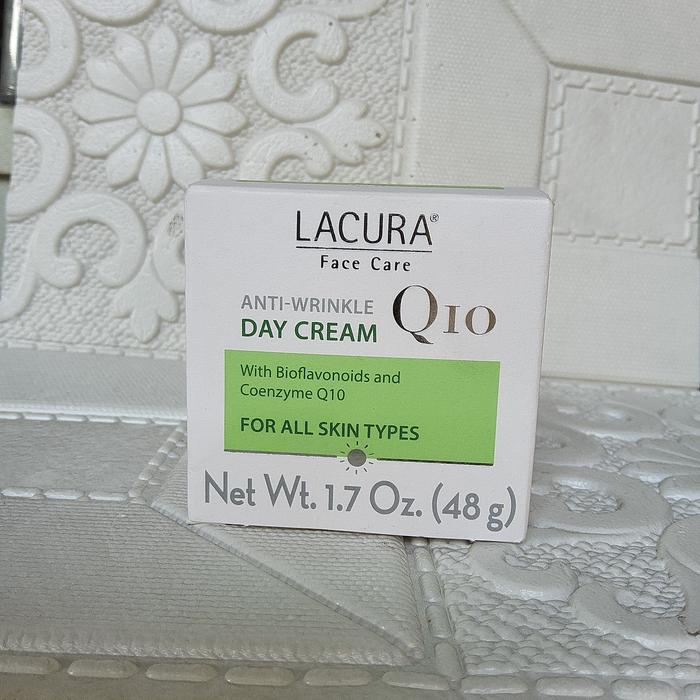 LACURA®
Face Care
ANTI-WRINKLE
DAY CREAM
Q10
With Bioflavonoids and
Coenzyme Q10
FOR ALL SKIN TYPES
Net Wt. 1.7 Oz. (48 g)